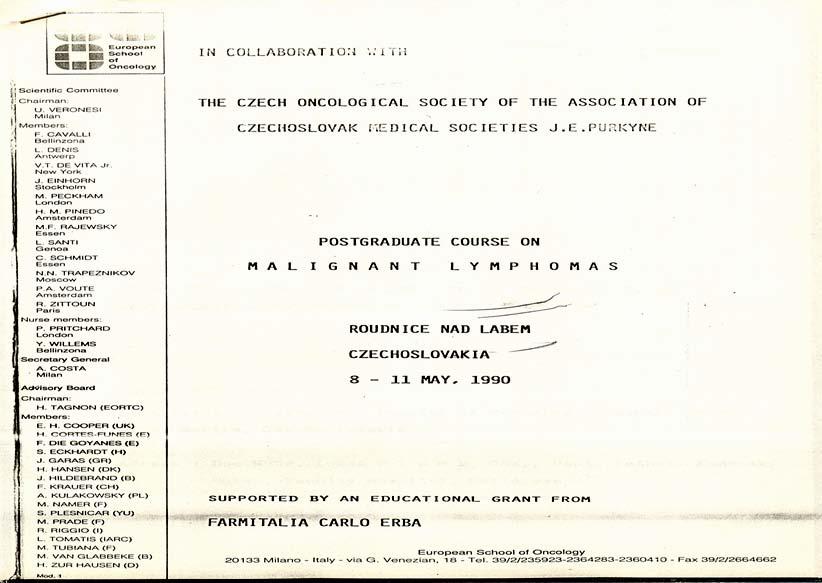 European
School
of
Oncology
IN COLLABORATION WITH
THE CZECH ONCOLOGICAL SOCIETY OF THE ASSOCIATION OF
CZECHOSLOVAK MEDICAL SOCIETIES J.E.PURKYNE
Scientific Committee
Chairman:
U. VERONESI
Milan
Members:
F. CAVALLI
Bellinzona
L. DENIS
Antwerp
V.T. DE VITA Jr.
New York
J. EINHORN
Stockholm
M. PECKHAM
London
H. M. PINEDO
Amsterdam
M.F. RAJEWSKY
Essen
L. SANTI
Genoa
C. SCHMIDT
Essen
N.N. TRAPEZNIKOV
Moscow
P.A. VOUTE
Amsterdam
R. ZITTOUN
Paris
Nurse members:
P. PRITCHARD
London
Y. WILLEMS
Bellinzona
Secretary General
A. COSTA
Milan
Advisory Board
Chairman:
H. TAGNON (EORTC)
Members:
E. H. COOPER (UK)
H. CORTES-FUNES (E)
F. DIE GOYANES (E)
S. ECKHARDT (H)
J. GARAS (GR)
H. HANSEN (DK)
J. HILDEBRAND (B)
F. KRAUER (CH)
A. KULAKOWSKY (PL)
M. NAMER (F)
S. PLESNICAR (YU)
M. PRADE (F)
R. RIGGIO (I)
L. TOMATIS (IARC)
M. TUBIANA (F)
M. VAN GLABBEKE (B)
H. ZUR HAUSEN (D)
Mod. 1
POSTGRADUATE COURSE ON
MALIGNANT LYMPHOMAS
ROUDNICE NAD LABEM
CZECHOSLOVAKIA
8 - 11 MAY, 1990
SUPPORTED BY AN EDUCATIONAL GRANT FROM
FARMITALIA CARLO ERBA
European School of Oncology
20133 Milano - Italy - via G. Venezian, 18 - Tel. 39/2/235923-2364283-2360410 - Fax 39/2/2664662